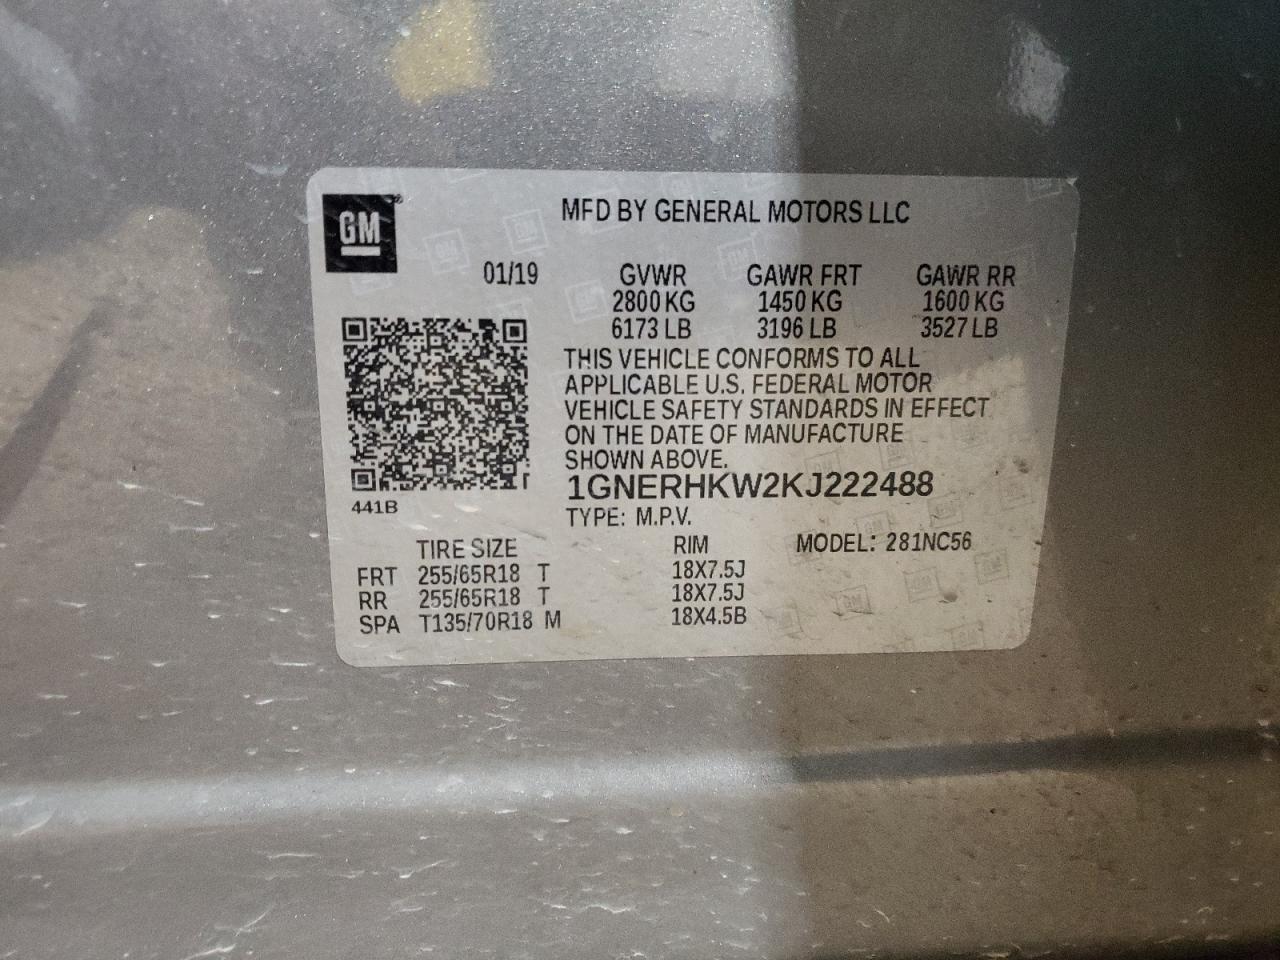 GM
MFD BY GENERAL MOTORS LLC
01/19 GVWR GAWR FRT GAWR RR
2800 KG 1450 KG 1600 KG
6173 LB 3196 LB 3527 LB
THIS VEHICLE CONFORMS TO ALL
APPLICABLE U.S. FEDERAL MOTOR
VEHICLE SAFETY STANDARDS IN EFFECT
ON THE DATE OF MANUFACTURE
SHOWN ABOVE.
1GNERHKW2KJ222488
441B
TYPE: M.P.V.
TIRE SIZE RIM MODEL: 281NC56
FRT 255/65R18 T 18X7.5J
RR 255/65R18 T 18X7.5J
SPA T135/70R18 M 18X4.5B